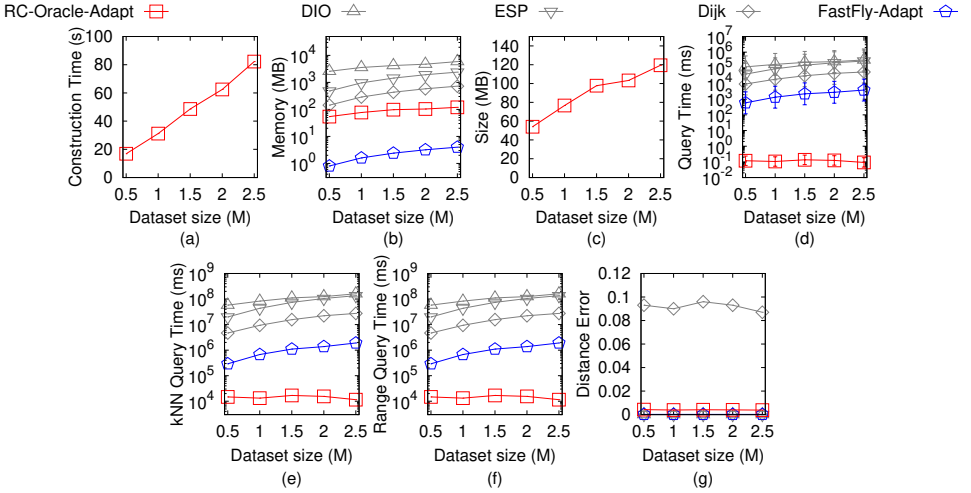 RC-Oracle-Adapt DIO ESP Dijk FastFly-Adapt
Construction Time (s)
100
80
60
40
20
0
0.5 1 1.5 2 2.5
Dataset size (M)
(a)
Memory (MB)
10^4
10^3
10^2
10^1
10^0
0.5 1 1.5 2 2.5
Dataset size (M)
(b)
Size (MB)
140
120
100
80
60
40
20
0
0.5 1 1.5 2 2.5
Dataset size (M)
(c)
Query Time (ms)
10^7
10^6
10^5
10^4
10^3
10^2
10^1
10^0
10^-1
10^-2
0.5 1 1.5 2 2.5
Dataset size (M)
(d)
kNN Query Time (ms)
10^9
10^8
10^7
10^6
10^5
10^4
0.5 1 1.5 2 2.5
Dataset size (M)
(e)
Range Query Time (ms)
10^9
10^8
10^7
10^6
10^5
10^4
0.5 1 1.5 2 2.5
Dataset size (M)
(f)
Distance Error
0.12
0.1
0.08
0.06
0.04
0.02
0
0.5 1 1.5 2 2.5
Dataset size (M)
(g)